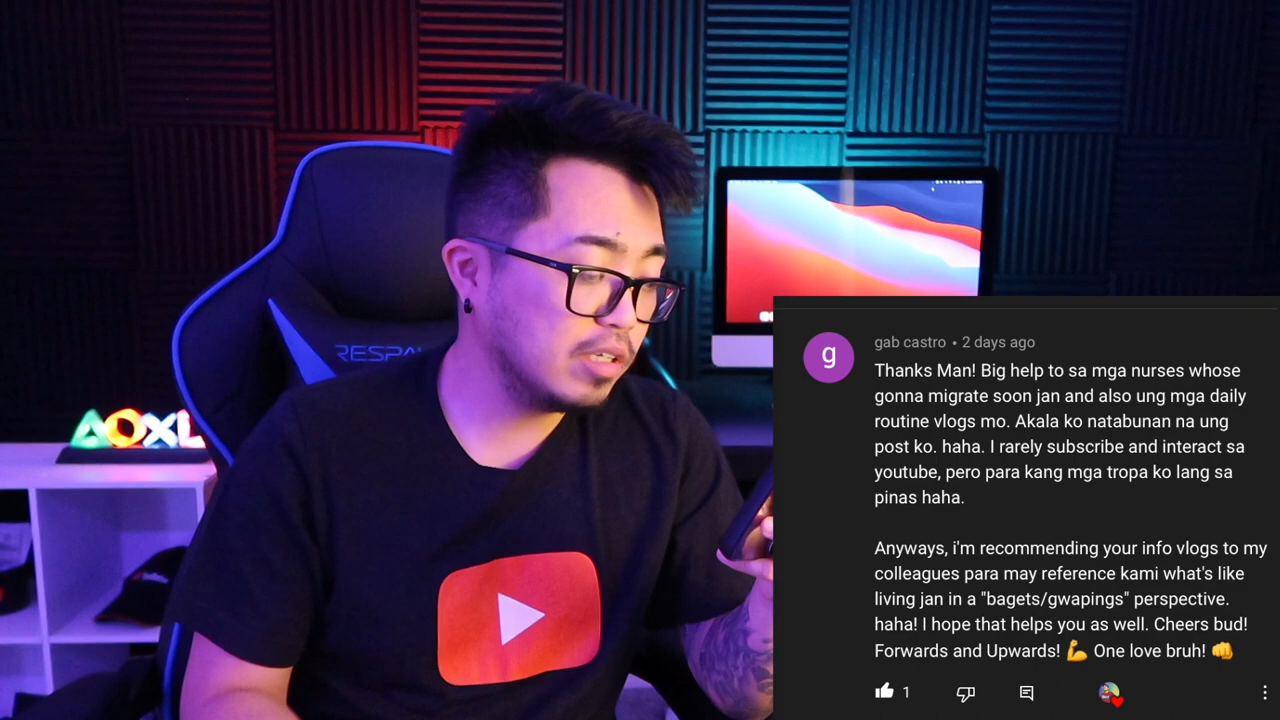 RESPA
gab castro • 2 days ago
Thanks Man! Big help to sa mga nurses whose
gonna migrate soon jan and also ung mga daily
routine vlogs mo. Akala ko natabunan na ung
post ko. haha. I rarely subscribe and interact sa
youtube, pero para kang mga tropa ko lang sa
pinas haha.
Anyways, i'm recommending your info vlogs to my
colleagues para may reference kami what's like
living jan in a "bagets/gwapings" perspective.
haha! I hope that helps you as well. Cheers bud!
Forwards and Upwards! 💪 One love bruh! 👊
1
g